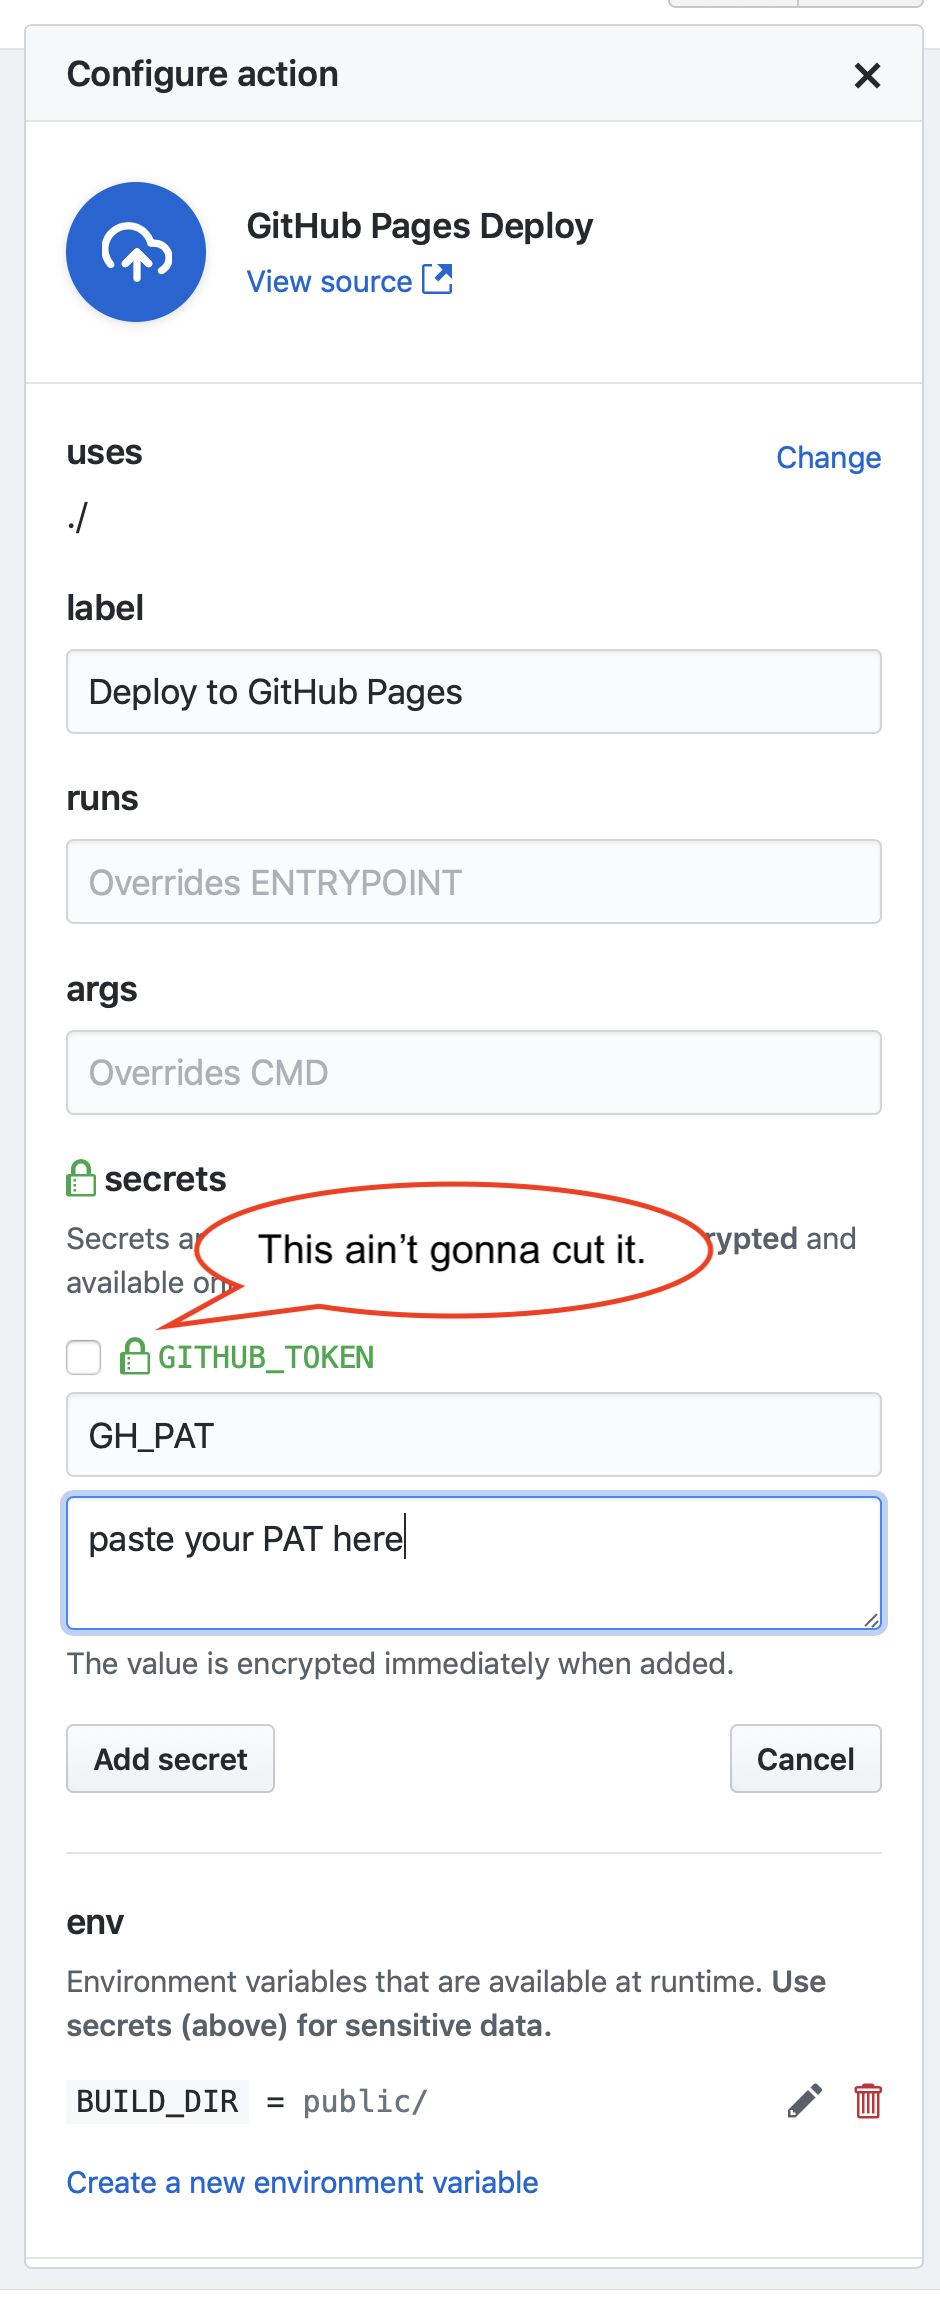 Configure action
GitHub Pages Deploy
View source
uses
Change
./
label
Deploy to GitHub Pages
runs
Overrides ENTRYPOINT
args
Overrides CMD
secrets
Secrets and
available
This ain't gonna cut it.
GITHUB_TOKEN
GH_PAT
paste your PAT here
The value is encrypted immediately when added.
Add secret
Cancel
env
Environment variables that are available at runtime. Use
secrets (above) for sensitive data.
BUILD_DIR = public/
Create a new environment variable